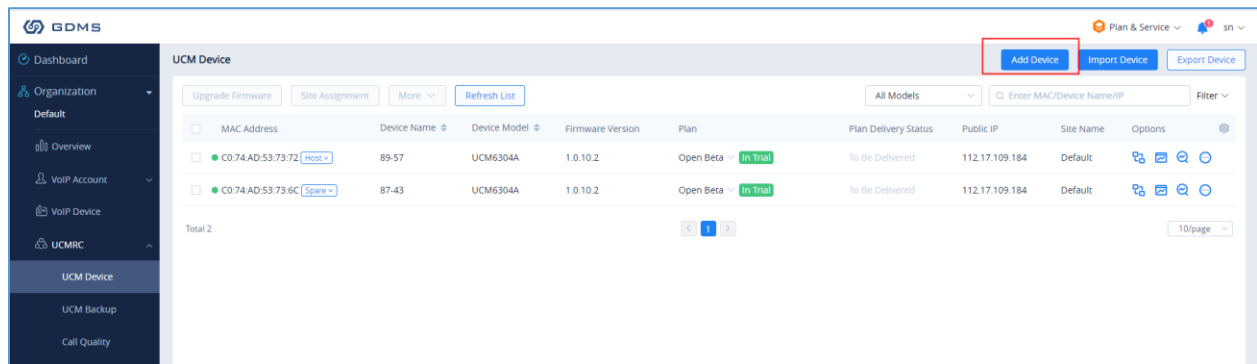 GDMS
Plan & Service
1
sn
Dashboard
UCM Device
Add Device
Import Device
Export Device
Organization
Default
Upgrade Firmware
Site Assignment
More
Refresh List
All Models
Enter MAC/Device Name/IP
Filter
MAC Address
Device Name
Device Model
Firmware Version
Plan
Plan Delivery Status
Public IP
Site Name
Options
C0:74:AD:53:73:72 Host
89-57
UCM6304A
1.0.10.2
Open Beta
In Trial
To Be Delivered
112.17.109.184
Default
C0:74:AD:53:73:6C Spare
87-43
UCM6304A
1.0.10.2
Open Beta
In Trial
To Be Delivered
112.17.109.184
Default
Total 2
1
10/page
Overview
VoIP Account
VoIP Device
UCMRC
UCM Device
UCM Backup
Call Quality